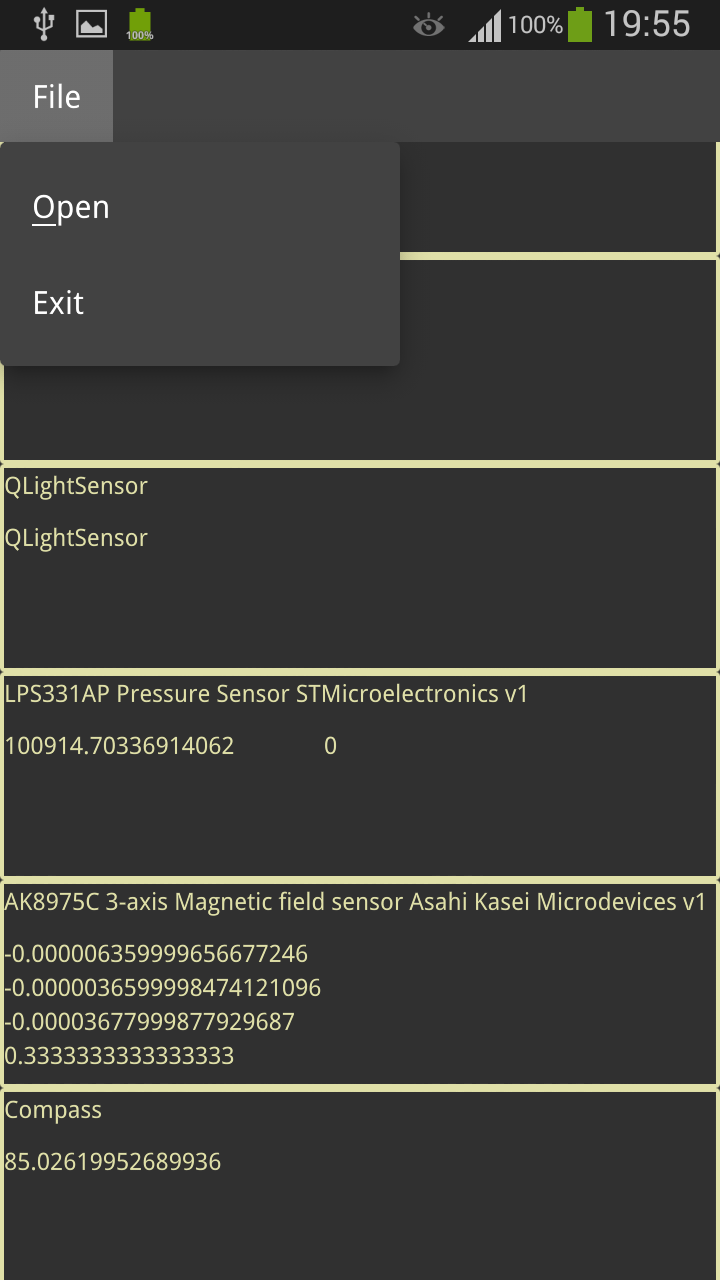 100%
100%
19:55
File
Open
Exit
QLightSensor
QLightSensor
LPS331AP Pressure Sensor STMicroelectronics v1
100914.70336914062 0
AK8975C 3-axis Magnetic field sensor Asahi Kasei Microdevices v1
-0.000006359999656677246
-0.0000036599998474121096
-0.00003677999877929687
0.3333333333333333
Compass
85.02619952689936